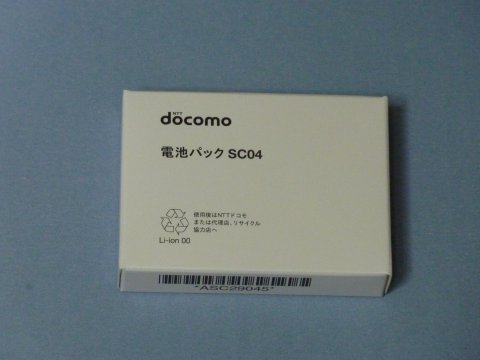 NTT
docomo
電池パック SC04
使用後はNTTドコモ
または代理店、リサイクル
協力店へ
Li-ion 00
*ASC29045*